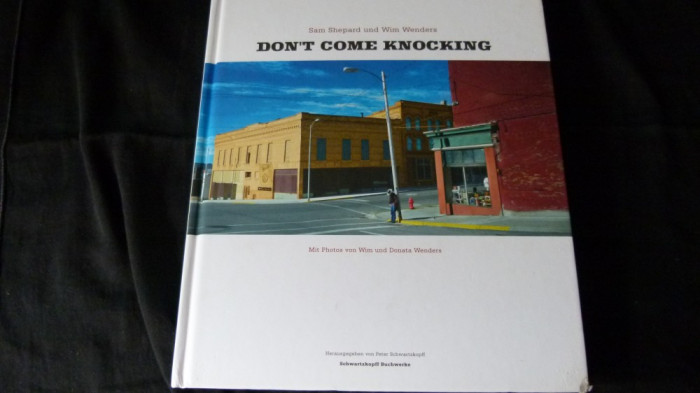 Sam Shepard und Wim Wenders
DON'T COME KNOCKING
Mit Photos von Wim und Donata Wenders
Herausgegeben von Peter Schwartzkopff
Schwartzkopff Buchwerke